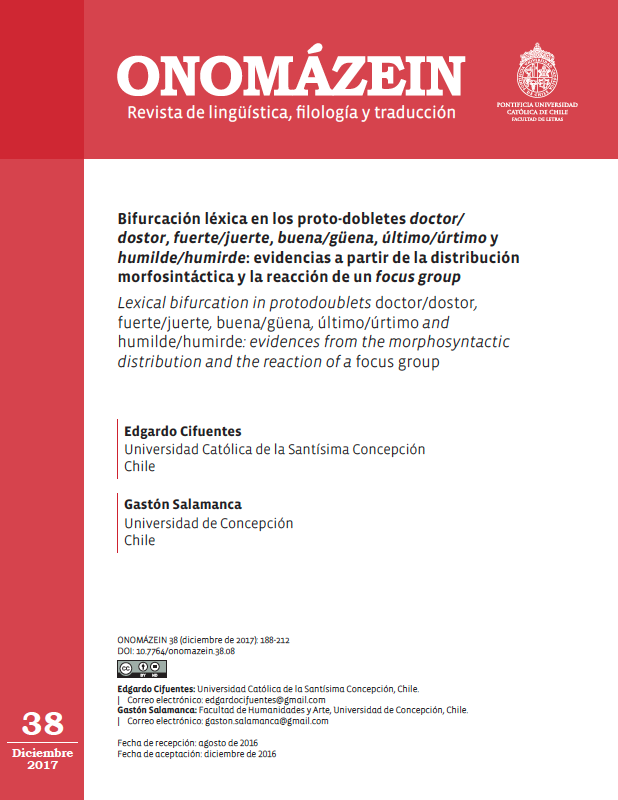 ONOMÁZEIN
Revista de lingüística, filología y traducción
PONTIFICIA UNIVERSIDAD
CATÓLICA DE CHILE
FACULTAD DE LETRAS
Bifurcación léxica en los proto-dobletes doctor/
dostor, fuerte/juerte, buena/güena, último/úrtimo y
humilde/humirde: evidencias a partir de la distribución
morfosintáctica y la reacción de un focus group
Lexical bifurcation in protodoublets doctor/dostor,
fuerte/juerte, buena/güena, último/úrtimo and
humilde/humirde: evidences from the morphosyntactic
distribution and the reaction of a focus group
Edgardo Cifuentes
Universidad Católica de la Santísima Concepción
Chile
Gastón Salamanca
Universidad de Concepción
Chile
ONOMÁZEIN 38 (diciembre de 2017): 188-212
DOI: 10.7764/onomazein.38.08
cc
BY ND
Edgardo Cifuentes: Universidad Católica de la Santísima Concepción, Chile.
| Correo electrónico: edgardocifuentes@gmail.com
Gastón Salamanca: Facultad de Humanidades y Arte, Universidad de Concepción, Chile.
| Correo electrónico: gaston.salamanca@gmail.com
Fecha de recepción: agosto de 2016
Fecha de aceptación: diciembre de 2016
38
Diciembre
2017